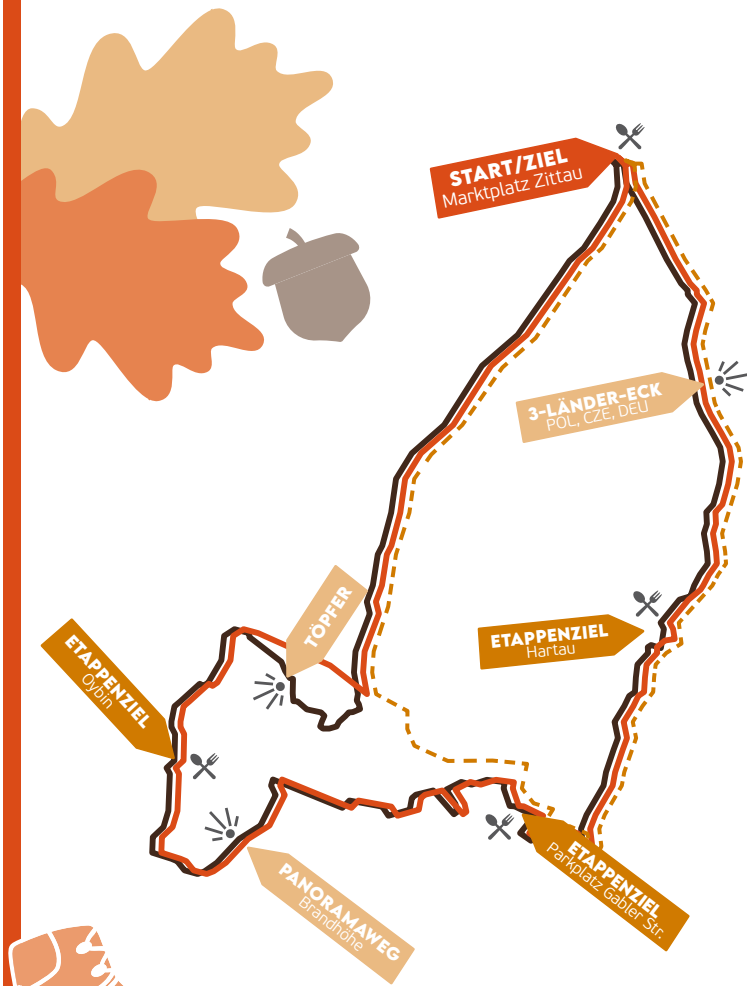 START/ZIEL
Marktplatz Zittau
3-LÄNDER-ECK
POL, CZE, DEU
TÖPFER
ETAPPENZIEL
Hartau
ETAPPENZIEL
Oybin
ETAPPENZIEL
Parkplatz Gabler Str.
PANORAMAWEG
Brandhöhe